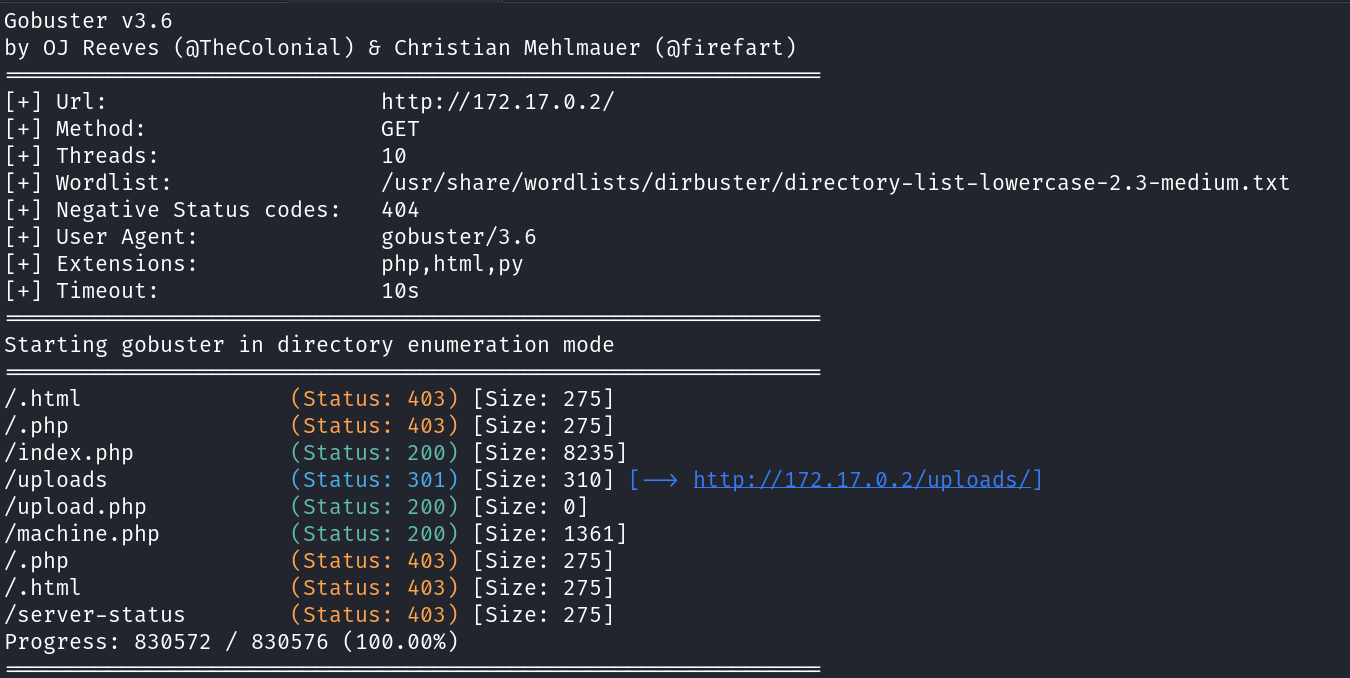 Gobuster v3.6
by OJ Reeves (@TheColonial) & Christian Mehlmauer (@firefart)
===============================================================
[+] Url:                     http://172.17.0.2/
[+] Method:                  GET
[+] Threads:                 10
[+] Wordlist:                /usr/share/wordlists/dirbuster/directory-list-lowercase-2.3-medium.txt
[+] Negative Status codes:   404
[+] User Agent:              gobuster/3.6
[+] Extensions:              php,html,py
[+] Timeout:                 10s
===============================================================
Starting gobuster in directory enumeration mode
===============================================================
/.html                (Status: 403) [Size: 275]
/.php                 (Status: 403) [Size: 275]
/index.php            (Status: 200) [Size: 8235]
/uploads              (Status: 301) [Size: 310] [--> http://172.17.0.2/uploads/]
/upload.php           (Status: 200) [Size: 0]
/machine.php          (Status: 200) [Size: 1361]
/.php                 (Status: 403) [Size: 275]
/.html                (Status: 403) [Size: 275]
/server-status        (Status: 403) [Size: 275]
Progress: 830572 / 830576 (100.00%)
===============================================================